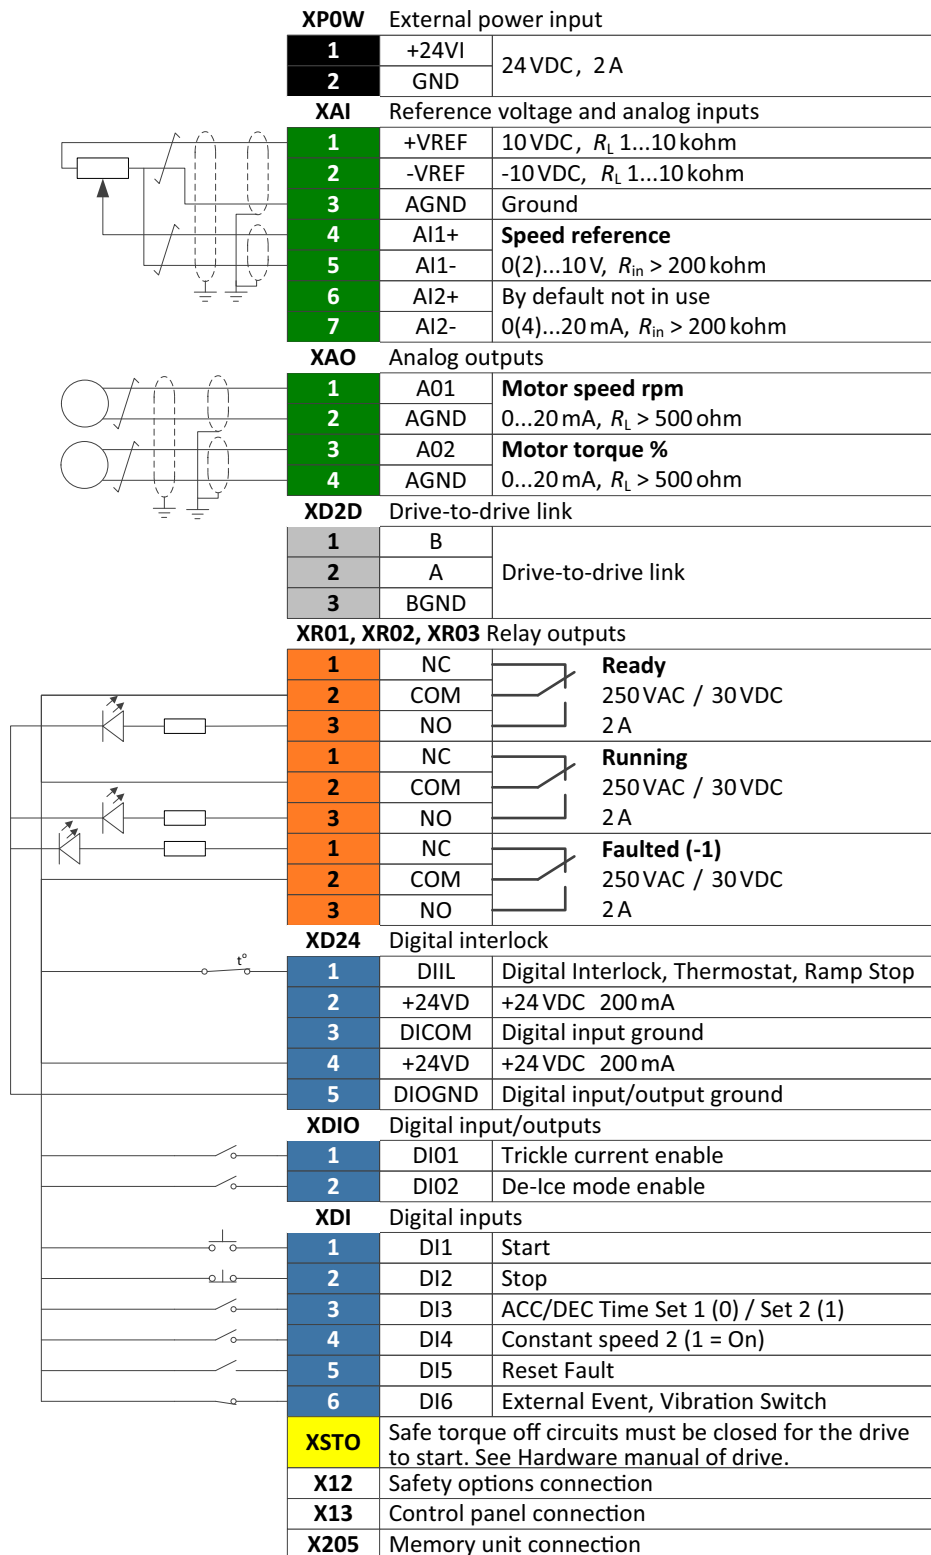 XP0W External power input
1 +24VI 24 VDC, 2 A
2 GND
XAI Reference voltage and analog inputs
1 +VREF 10 VDC, RL 1...10 kohm
2 -VREF -10 VDC, RL 1...10 kohm
3 AGND Ground
4 AI1+ Speed reference
5 AI1- 0(2)...10 V, Rin > 200 kohm
6 AI2+ By default not in use
7 AI2- 0(4)...20 mA, Rin > 200 kohm
XAO Analog outputs
1 A01 Motor speed rpm
2 AGND 0...20 mA, RL > 500 ohm
3 A02 Motor torque %
4 AGND 0...20 mA, RL > 500 ohm
XD2D Drive-to-drive link
1 B
2 A Drive-to-drive link
3 BGND
XR01, XR02, XR03 Relay outputs
1 NC Ready
2 COM 250 VAC / 30 VDC
3 NO 2 A
1 NC Running
2 COM 250 VAC / 30 VDC
3 NO 2 A
1 NC Faulted (-1)
2 COM 250 VAC / 30 VDC
3 NO 2 A
XD24 Digital interlock
t° 1 DIIL Digital Interlock, Thermostat, Ramp Stop
2 +24VD +24 VDC 200 mA
3 DICOM Digital input ground
4 +24VD +24 VDC 200 mA
5 DIOGND Digital input/output ground
XDIO Digital input/outputs
1 DI01 Trickle current enable
2 DI02 De-Ice mode enable
XDI Digital inputs
1 DI1 Start
2 DI2 Stop
3 DI3 ACC/DEC Time Set 1 (0) / Set 2 (1)
4 DI4 Constant speed 2 (1 = On)
5 DI5 Reset Fault
6 DI6 External Event, Vibration Switch
XSTO Safe torque off circuits must be closed for the drive
to start. See Hardware manual of drive.
X12 Safety options connection
X13 Control panel connection
X205 Memory unit connection